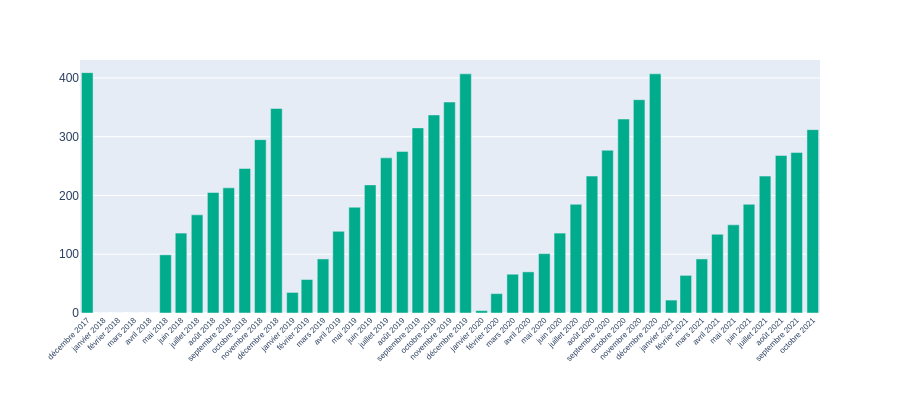 400
300
200
100
0
décembre 2017
janvier 2018
février 2018
mars 2018
avril 2018
mai 2018
juin 2018
juillet 2018
août 2018
septembre 2018
octobre 2018
novembre 2018
décembre 2018
janvier 2019
février 2019
mars 2019
avril 2019
mai 2019
juin 2019
juillet 2019
août 2019
septembre 2019
octobre 2019
novembre 2019
décembre 2019
janvier 2020
février 2020
mars 2020
avril 2020
mai 2020
juin 2020
juillet 2020
août 2020
septembre 2020
octobre 2020
novembre 2020
décembre 2020
janvier 2021
février 2021
mars 2021
avril 2021
mai 2021
juin 2021
juillet 2021
août 2021
septembre 2021
octobre 2021